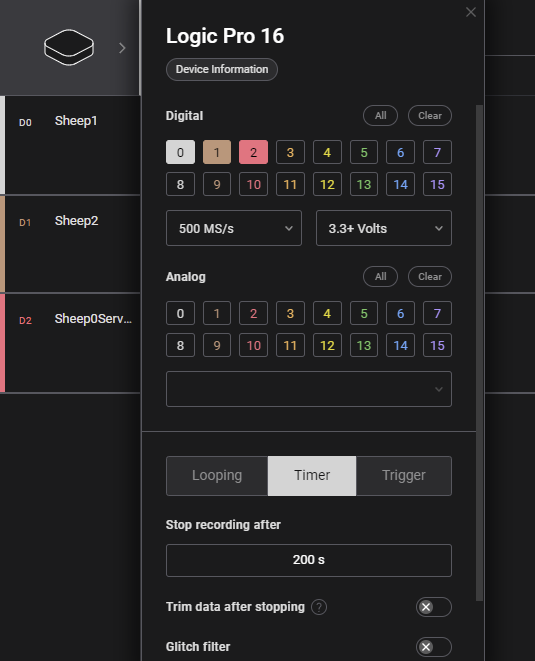 Logic Pro 16
Device Information
D0 Sheep1
D1 Sheep2
D2 Sheep0Serv...
Digital All Clear
0 1 2 3 4 5 6 7
8 9 10 11 12 13 14 15
500 MS/s 3.3+ Volts
Analog All Clear
0 1 2 3 4 5 6 7
8 9 10 11 12 13 14 15
Looping Timer Trigger
Stop recording after
200 s
Trim data after stopping ?
Glitch filter